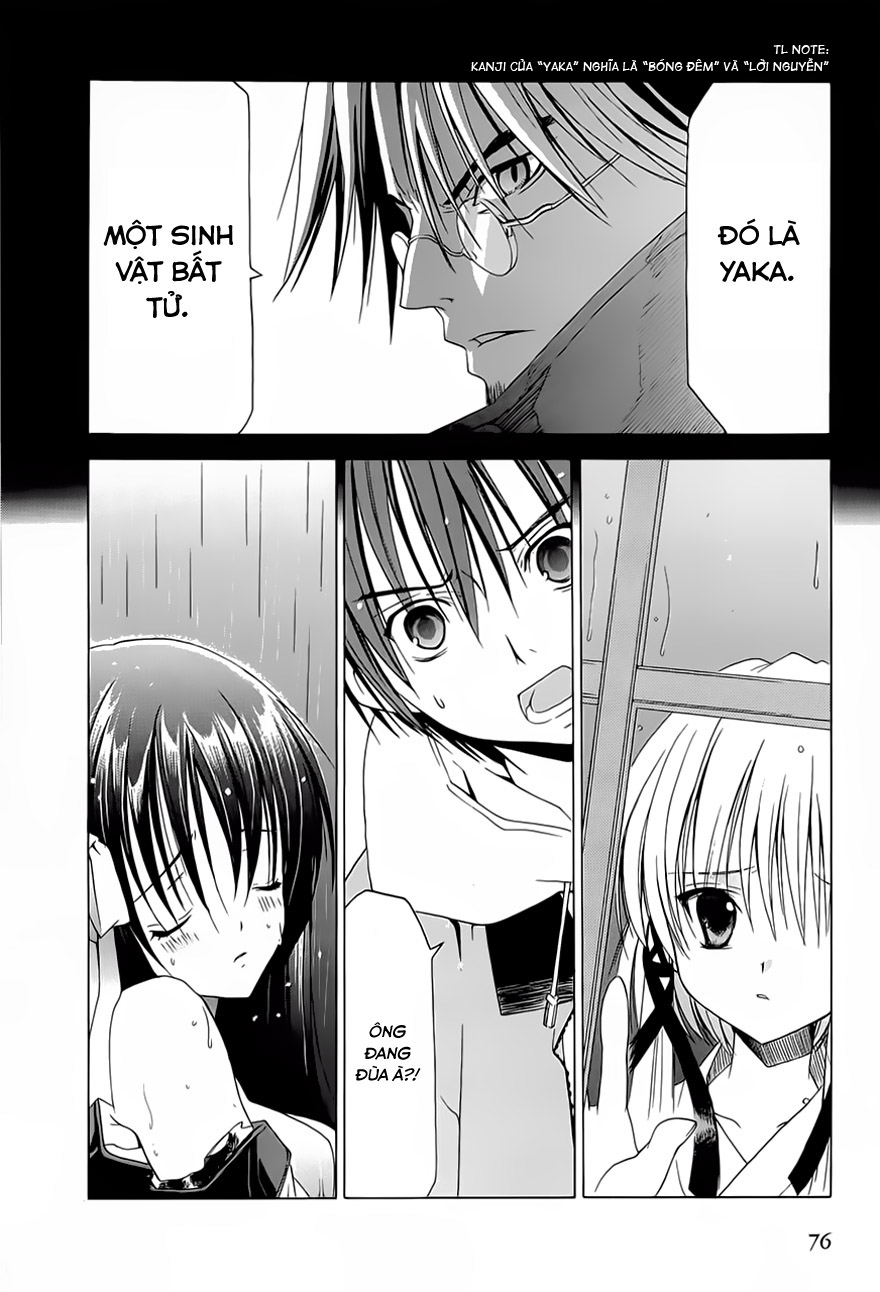 TL NOTE:
KANJI CỦA "YAKA" NGHĨA LÀ "BÓNG ĐÊM" VÀ "LỜI NGUYỀN"
ĐÓ LÀ
YAKA.
MỘT SINH
VẬT BẤT
TỬ.
ÔNG
ĐANG
ĐÙA À?!
76